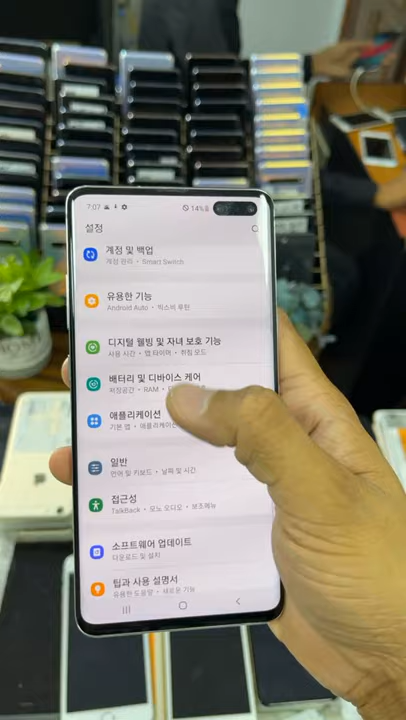 7:07
14%
설정
계정 및 백업
계정 관리 • Smart Switch
유용한 기능
Android Auto • 빅스비 루틴
디지털 웰빙 및 자녀 보호 기능
사용 시간 • 앱 타이머 • 취침 모드
배터리 및 디바이스 케어
저장공간 • RAM •
애플리케이션
기본 앱 • 애플리케이션
일반
언어 및 키보드 • 날짜 및 시간
접근성
TalkBack • 모노 오디오 • 보조메뉴
소프트웨어 업데이트
다운로드 및 설치
팁과 사용 설명서
유용한 도움말 • 새로운 기능